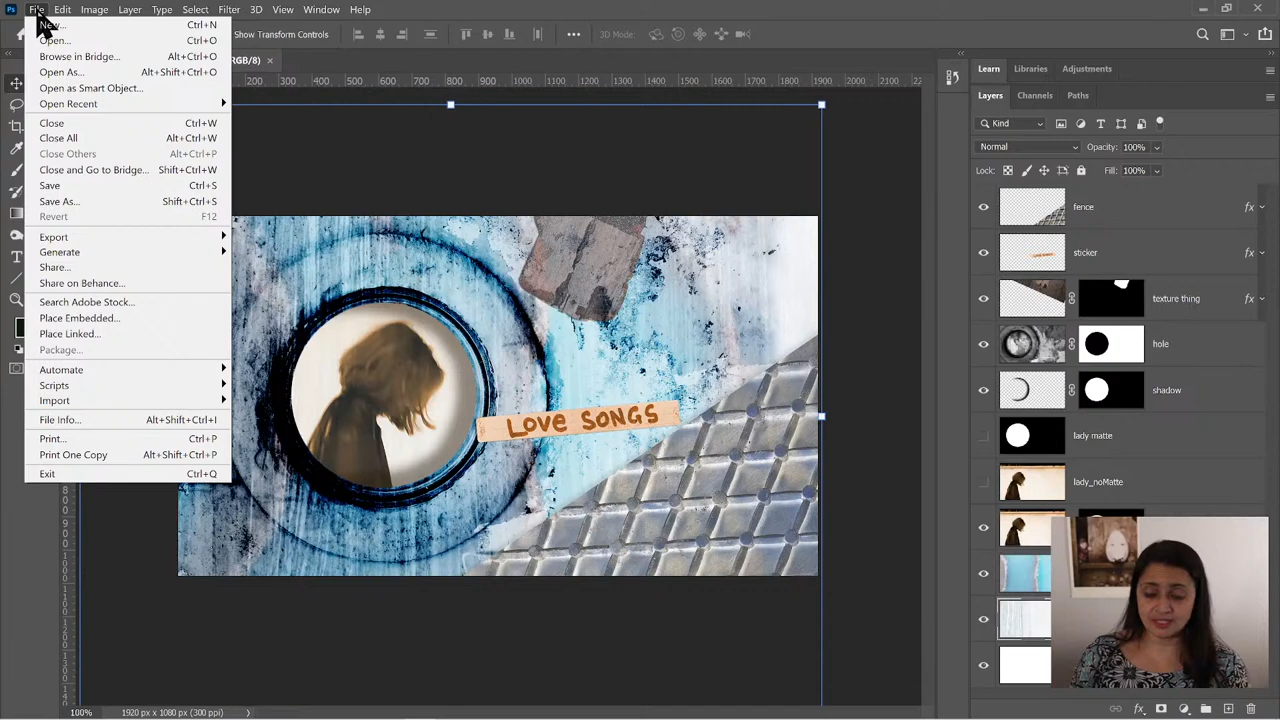 Ps File Edit Image Layer Type Select Filter 3D View Window Help
Show Transform Controls 3D Mode:
RGB/8)
New... Ctrl+N
Open... Ctrl+O
Browse in Bridge... Alt+Ctrl+O
Open As... Alt+Shift+Ctrl+O
Open as Smart Object...
Open Recent
Close Ctrl+W
Close All Alt+Ctrl+W
Close Others Alt+Ctrl+P
Close and Go to Bridge... Shift+Ctrl+W
Save Ctrl+S
Save As... Shift+Ctrl+S
Revert F12
Export
Generate
Share...
Share on Behance...
Search Adobe Stock...
Place Embedded...
Place Linked...
Package...
Automate
Scripts
Import
File Info... Alt+Shift+Ctrl+I
Print... Ctrl+P
Print One Copy Alt+Shift+Ctrl+P
Exit Ctrl+Q
200 300 400 500 600 700 800 900 1000 1100 1200 1300 1400 1500 1600 1700 1800 1900 2000 2100
LOVE SONGS
Learn Libraries Adjustments
Layers Channels Paths
Kind
Normal Opacity: 100%
Lock: Fill: 100%
fence fx
sticker
texture thing fx
hole
shadow
lady matte
lady_noMatte
100% 1920 px x 1080 px (300 ppi)
fx